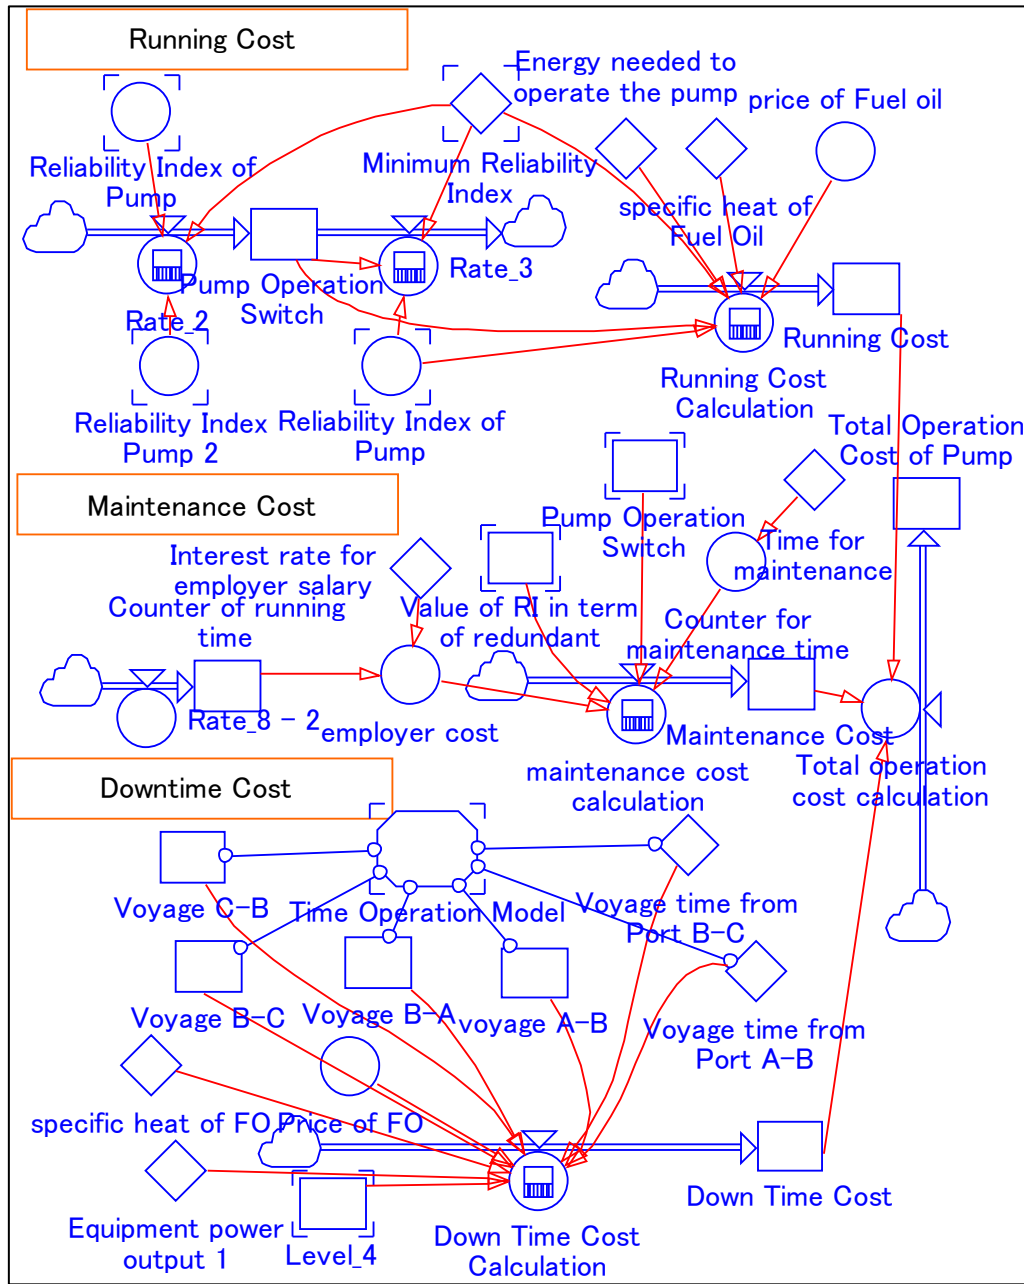 Running Cost
Energy needed to
operate the pump
price of Fuel oil
Reliability Index of
Pump
Minimum Reliability
Index
specific heat of
Fuel Oil
Rate_3
Pump Operation
Switch
Rate_2
Running Cost
Running Cost
Calculation
Reliability Index
Pump 2
Reliability Index of
Pump
Total Operation
Cost of Pump
Maintenance Cost
Pump Operation
Switch
Time for
maintenance
Interest rate for
employer salary
Counter of running
time
Value of RI in term
of redundant
Counter for
maintenance time
Rate_8 - 2
employer cost
Maintenance Cost
maintenance cost
calculation
Total operation
cost calculation
Downtime Cost
Voyage C-B
Time Operation Model
Voyage time from
Port B-C
Voyage B-C
Voyage B-A
voyage A-B
Voyage time from
Port A-B
specific heat of FO
Price of FO
Down Time Cost
Equipment power
output 1
Level_4
Down Time Cost
Calculation